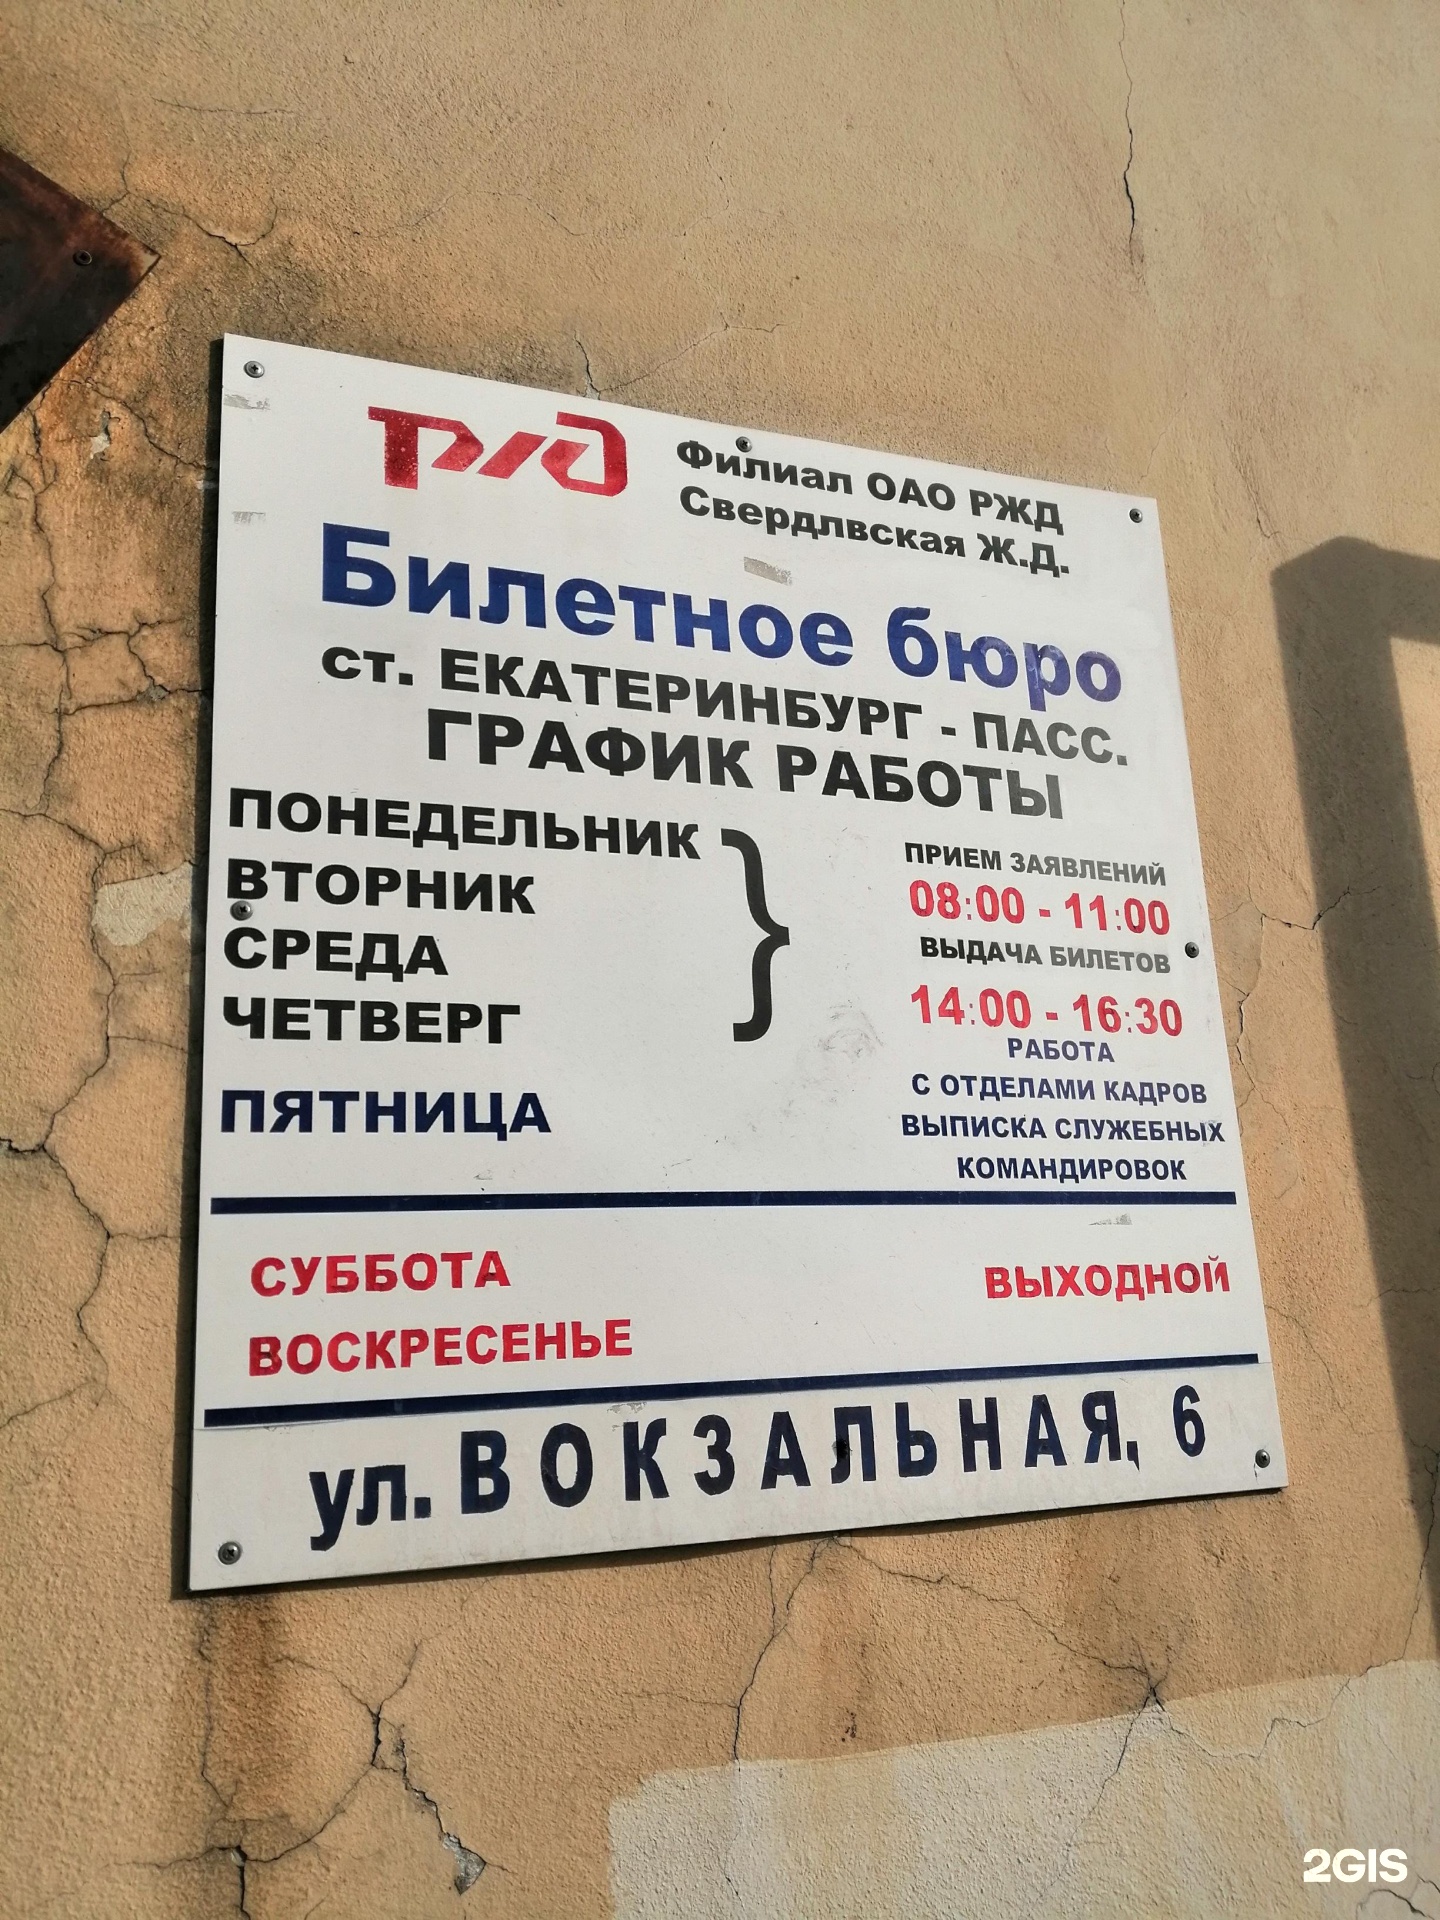 РЖД
Филиал ОАО РЖД
Свердлвская Ж.Д.
Билетное бюро
ст. ЕКАТЕРИНБУРГ - ПАСС.
ГРАФИК РАБОТЫ
ПОНЕДЕЛЬНИК
ВТОРНИК
СРЕДА
ЧЕТВЕРГ
ПРИЕМ ЗАЯВЛЕНИЙ
08:00 - 11:00
ВЫДАЧА БИЛЕТОВ
14:00 - 16:30
ПЯТНИЦА
РАБОТА
С ОТДЕЛАМИ КАДРОВ
ВЫПИСКА СЛУЖЕБНЫХ
КОМАНДИРОВОК
СУББОТА
ВОСКРЕСЕНЬЕ
ВЫХОДНОЙ
ул. ВОКЗАЛЬНАЯ, 6
2GIS